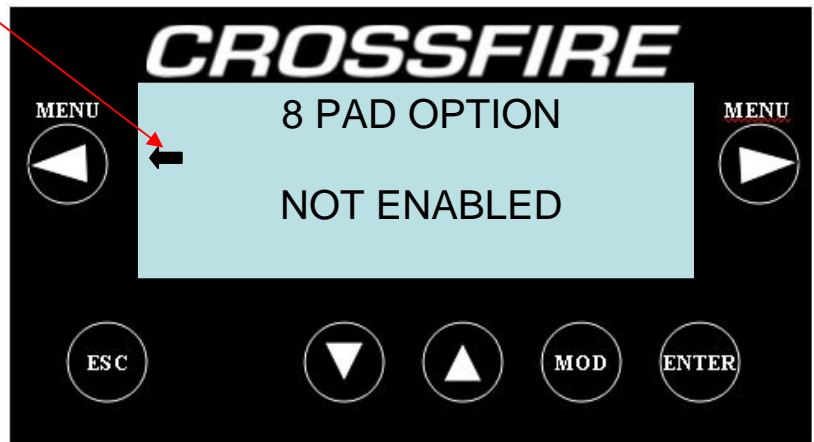 CROSSFIRE
MENU
8 PAD OPTION
MENU
NOT ENABLED
ESC
MOD
ENTER